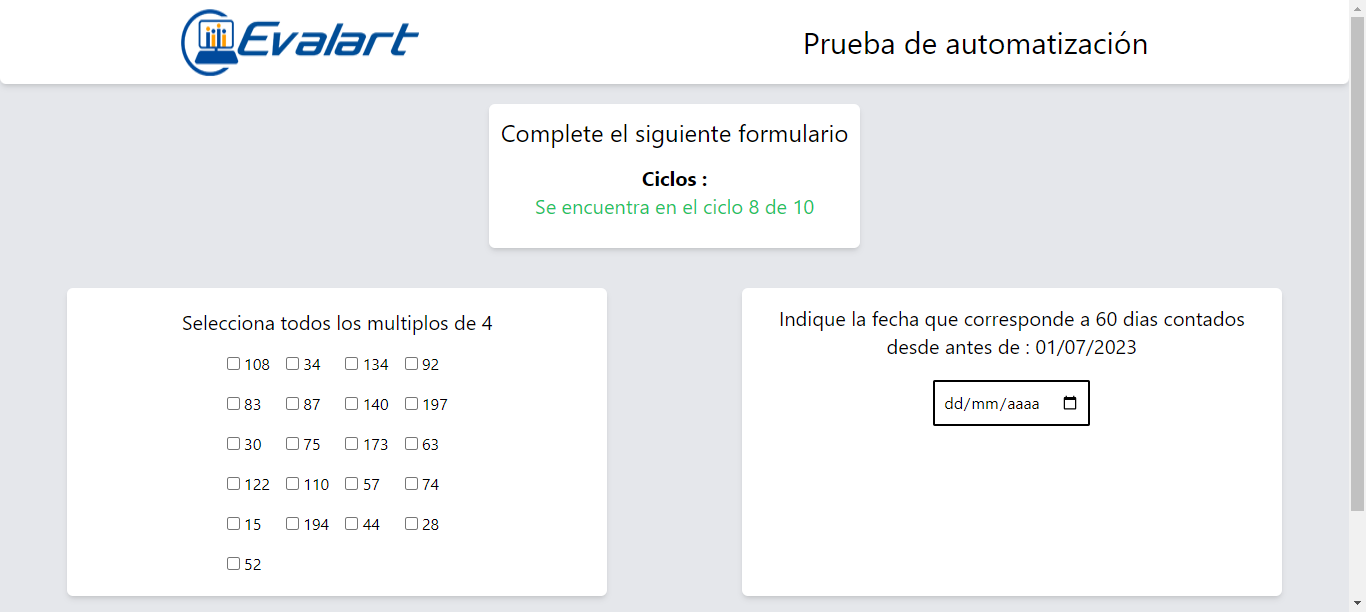 Evalart
Prueba de automatización
Complete el siguiente formulario
Ciclos :
Se encuentra en el ciclo 8 de 10
Selecciona todos los multiplos de 4
108 34 134 92
83 87 140 197
30 75 173 63
122 110 57 74
15 194 44 28
52
Indique la fecha que corresponde a 60 dias contados
desde antes de : 01/07/2023
dd/mm/aaaa